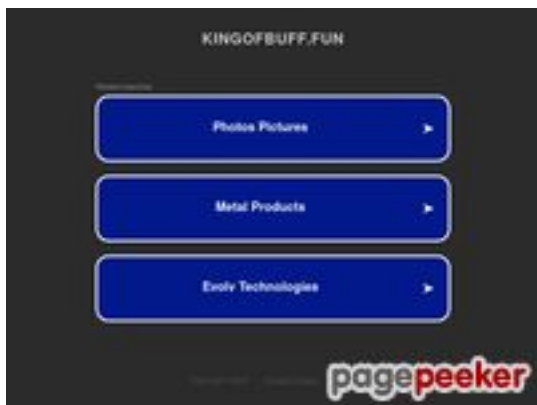 KINGOFBUFF.FUN
Photos Pictures
Metal Products
Evolv Technologies
pagepeeker